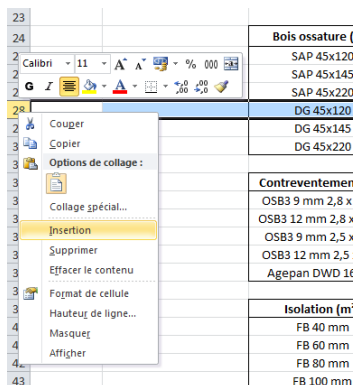 23
24 Bois ossature (
SAP 45x120
Calibri 11 A A % 000
SAP 45x145
G I A
SAP 45x220
28 DG 45x120
Couper
DG 45x145
Copier
DG 45x220
Options de collage :
Contreventemen
Collage spécial...
OSB3 9 mm 2,8 x
OSB3 12 mm 2,8
Insertion
OSB3 9 mm 2,5 x
Supprimer
OSB3 12 mm 2,5
Effacer le contenu
Agepan DWD 16
Format de cellule
Hauteur de ligne...
Isolation (m
Masquer
FB 40 mm
Afficher
FB 60 mm
FB 80 mm
43 FB 100 mm